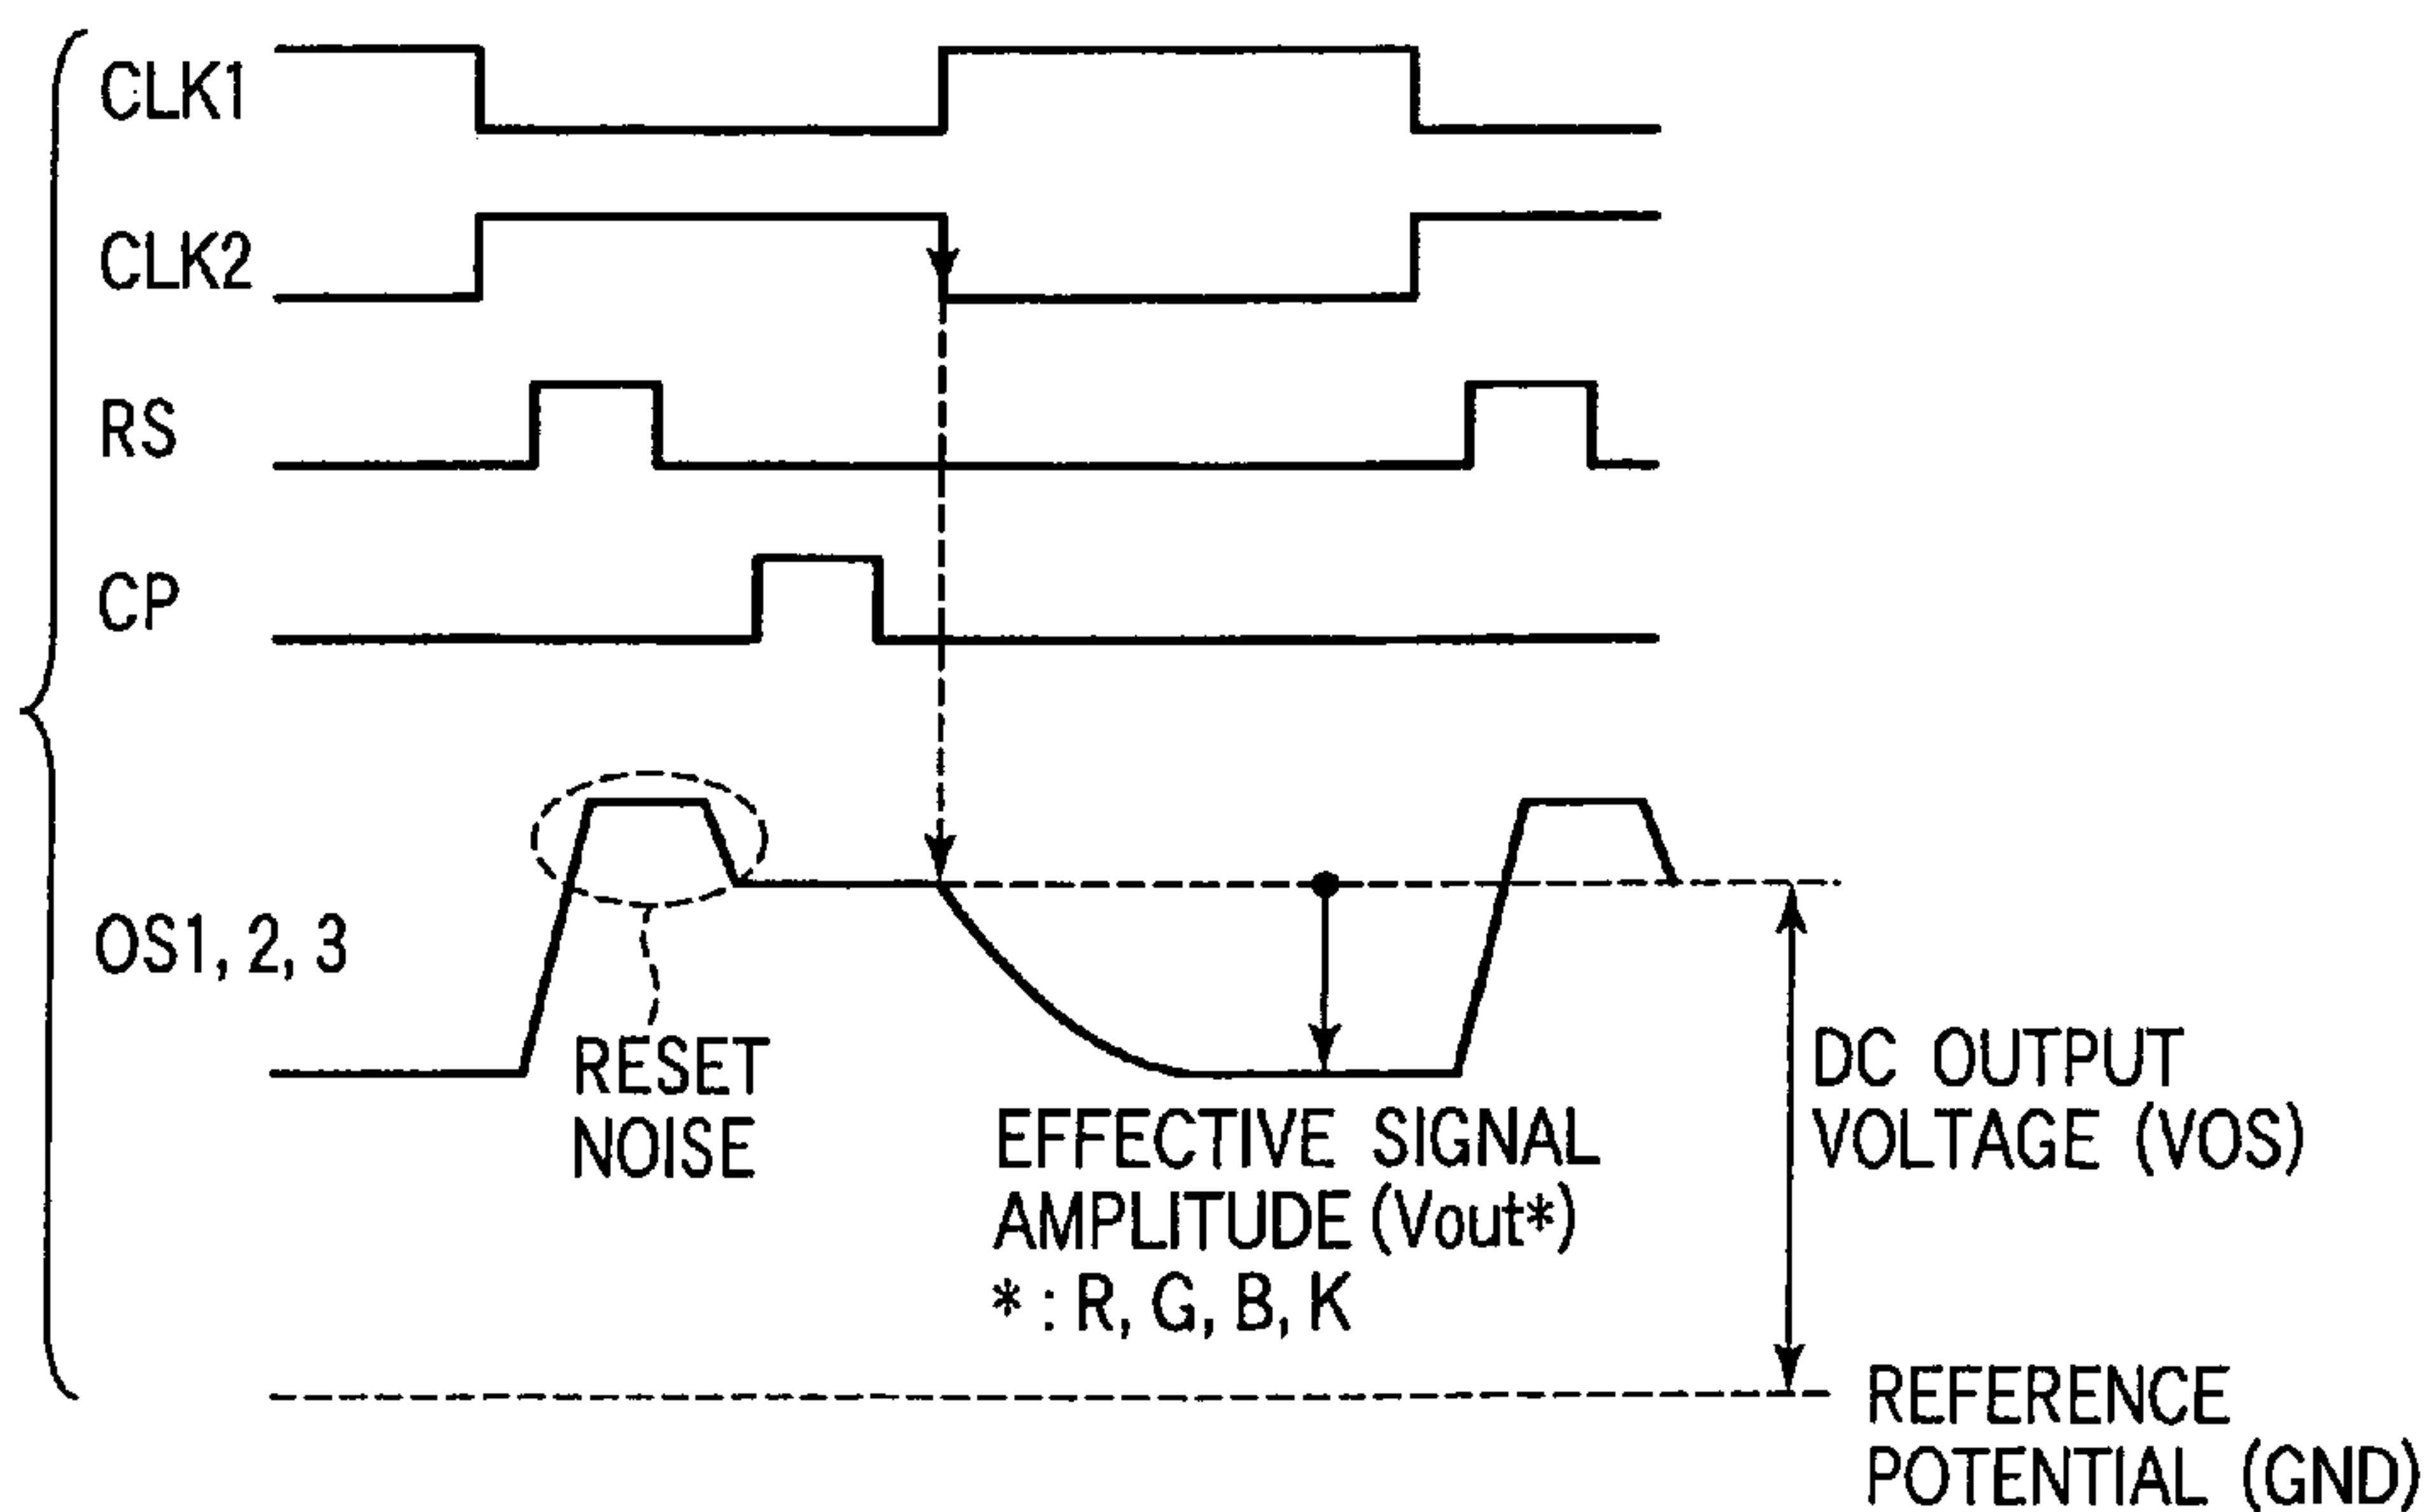 CLK1
CLK2
RS
CP
OS1, 2, 3
RESET
NOISE
EFFECTIVE SIGNAL
AMPLITUDE (Vout*)
* : R, G, B, K
DC OUTPUT
VOLTAGE (VOS)
REFERENCE
POTENTIAL (GND)